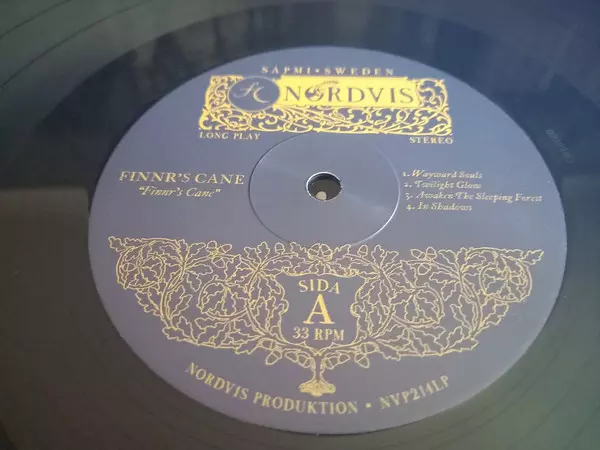 SAPMI • SWEDEN
NORDVIS
LONG PLAY
STEREO
FINNR'S CANE
"Finnr's Cane"
1. Wayward Souls
2. Twilight Glow
3. Awaken The Sleeping Forest
4. In Shadows
SIDA
A
33 RPM
NORDVIS PRODUKTION • NVP214LP